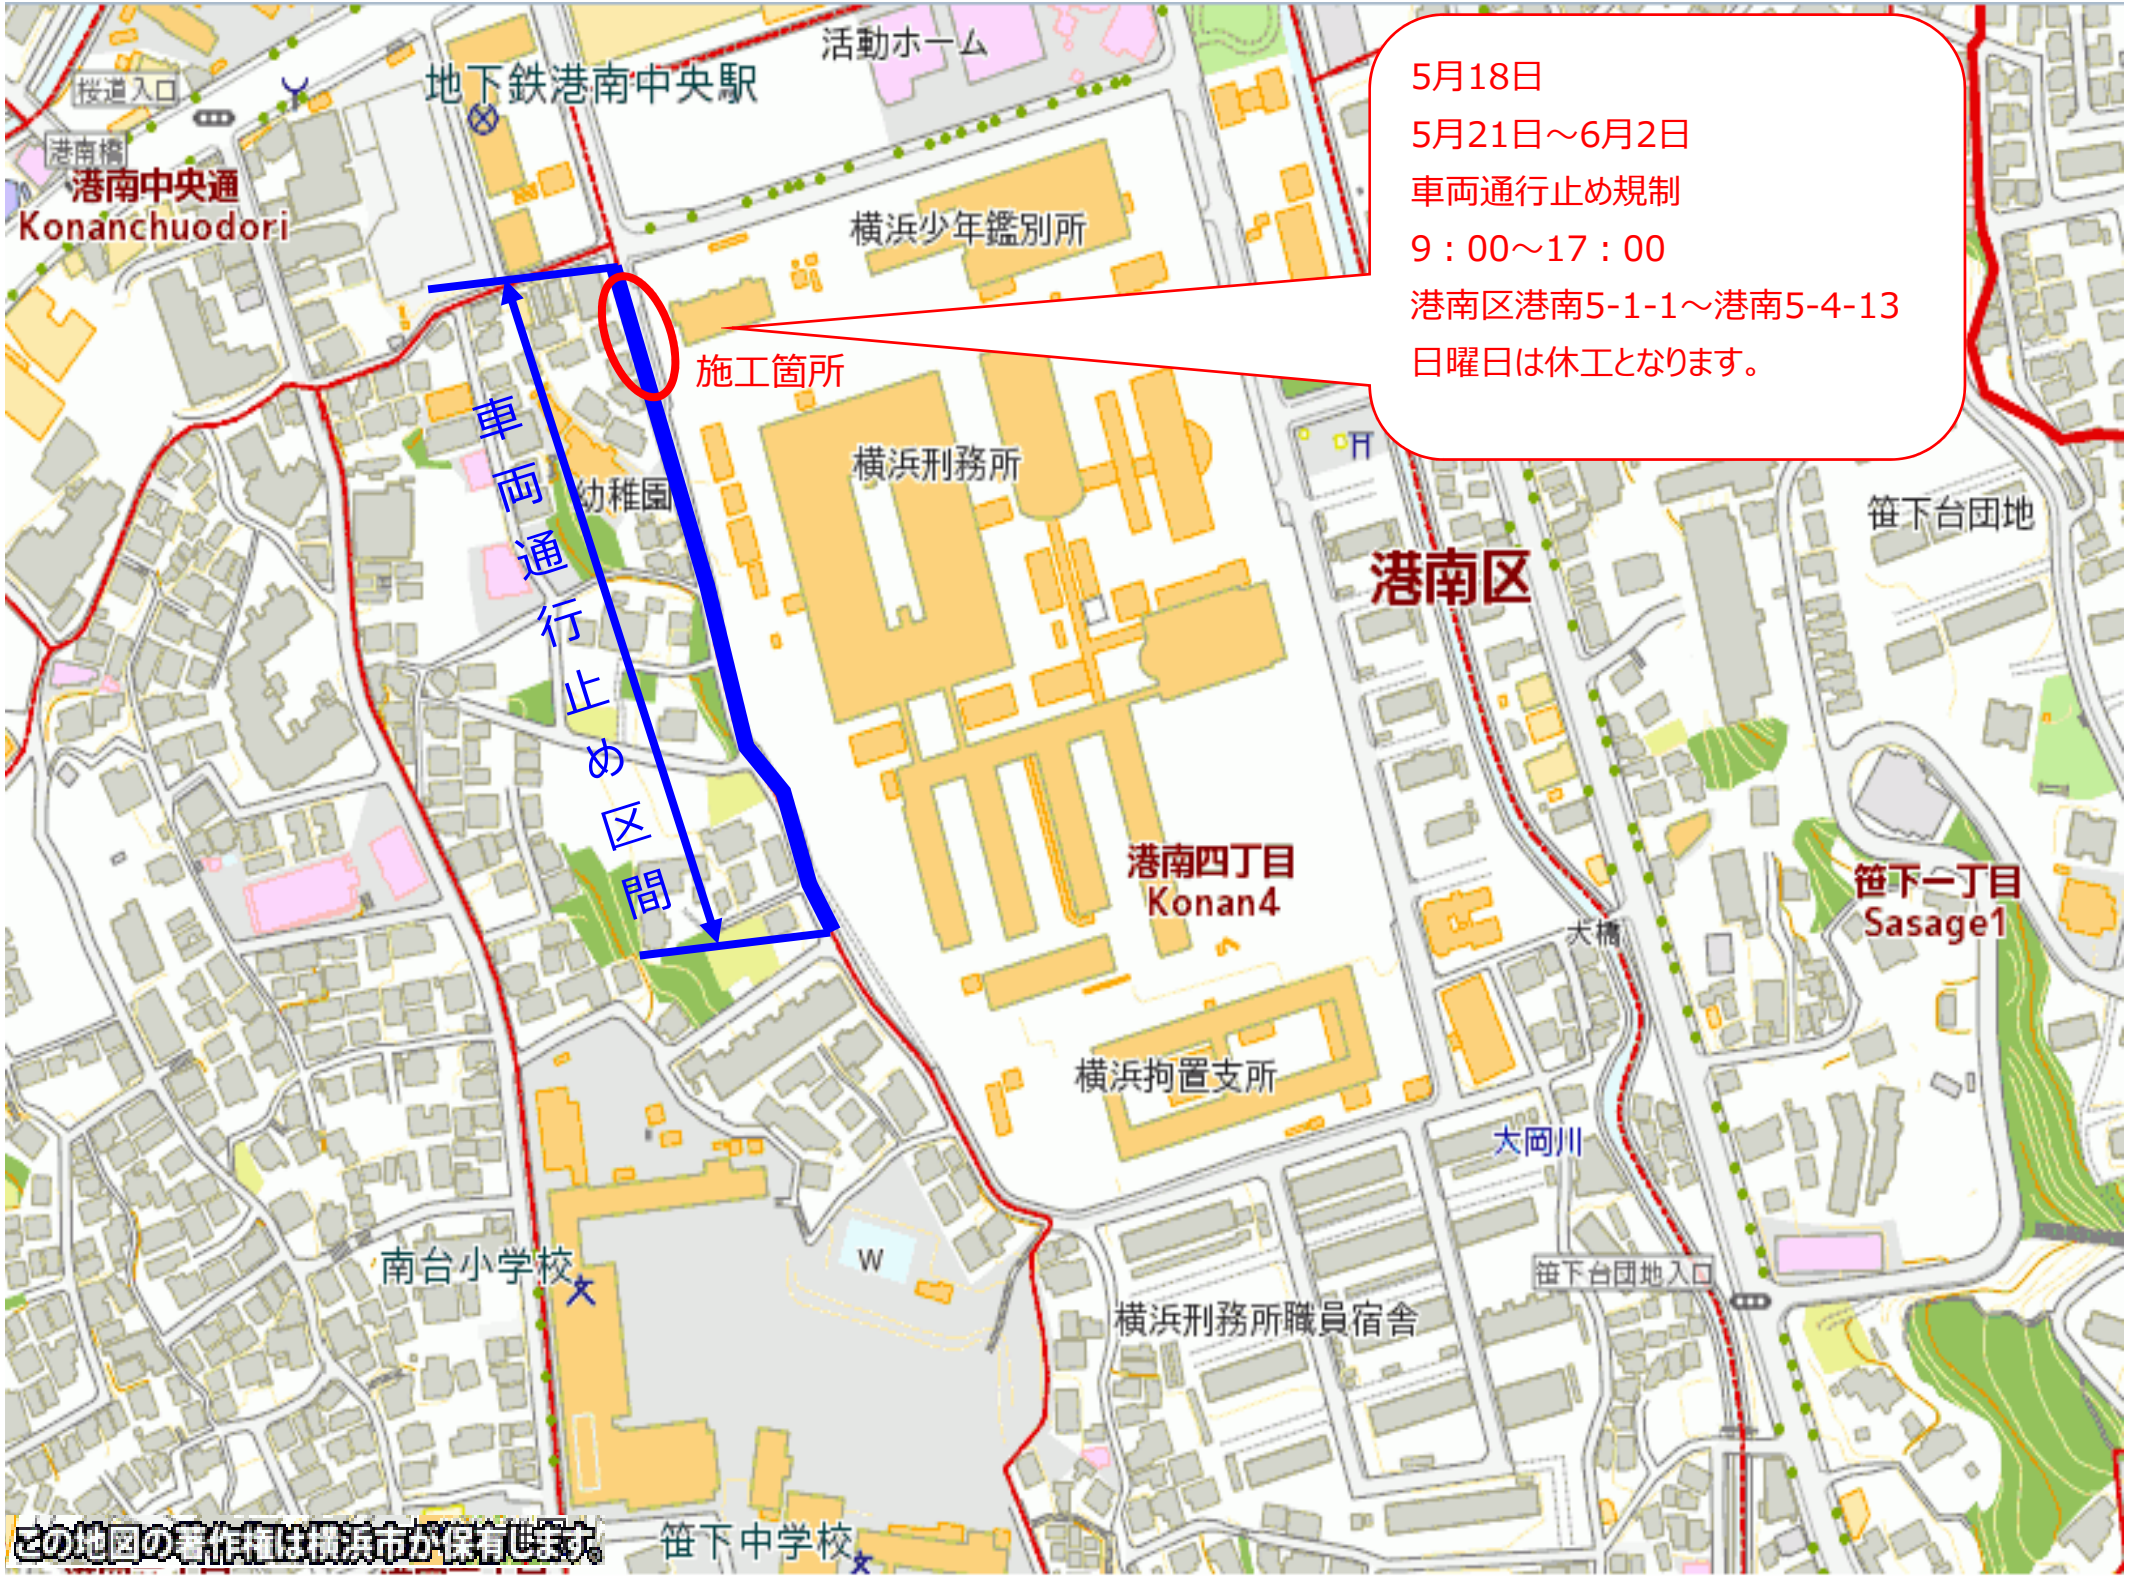 活動ホーム
地下鉄港南中央駅
桜道入口
港南橋
港南中央通
Konanchuodori
5月18日
5月21日～6月2日
車両通行止め規制
9：00～17：00
港南区港南5-1-1～港南5-4-13
日曜日は休工となります。
横浜少年鑑別所
施工箇所
車両通行止め区間
幼稚園
横浜刑務所
港南区
笹下台団地
港南四丁目
Konan4
笹下一丁目
Sasage1
大橋
横浜拘置支所
大岡川
南台小学校
W
笹下台団地入口
横浜刑務所職員宿舎
笹下中学校
この地図の著作権は横浜市が保有します。